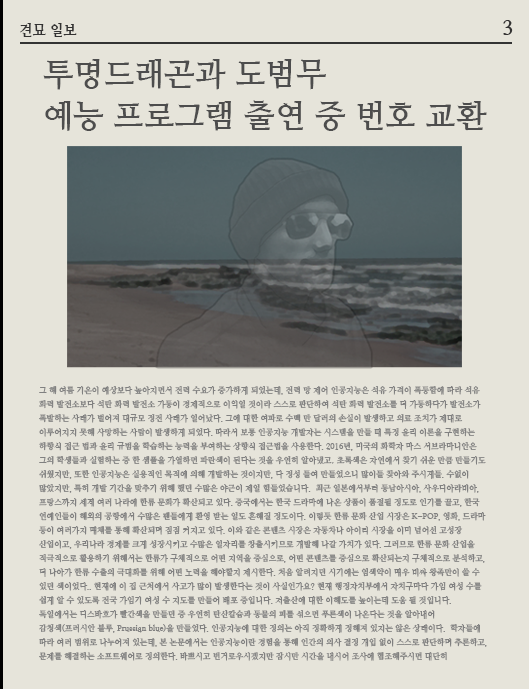 견묘 일보
3
투명드래곤과 도범무
예능 프로그램 출연 중 번호 교환
그 해 여름 기온이 예상보다 높아지면서 전력 수요가 증가하게 되었는데, 전력 망 제어 인공지능은 석유 가격이 폭등함에 따라 석유
화력 발전소보다 석탄 화력 발전소 가동이 경제적으로 이익일 것이라 스스로 판단하여 석탄 화력 발전소를 더 가동하다가 발전소가
폭발하는 사례가 벌어져 대규모 정전 사태가 일어났다. 그에 대한 여파로 수백 만 달러의 손실이 발생하고 의료 조치가 제대로
이루어지지 못해 사망하는 사람이 발생하게 되었다. 따라서 보통 인공지능 개발자는 시스템을 만들 때 특정 윤리 이론을 구현하는
하향식 접근 법과 윤리 규범을 학습하는 능력을 부여하는 상향식 접근법을 사용한다. 2016년, 미국의 화학자 마스 서브라마니안은
그의 학생들과 실험하는 중 한 샘플을 가열하면 파란색이 된다는 것을 우연히 알아냈고. 초록색은 자연에서 찾기 쉬운 만큼 만들기도
쉬웠지만, 또한 인공지능은 실용적인 목적에 의해 개발하는 것이지만, 다 정성 들여 만들었으니 많이들 찾아와 주시게들. 수없이
많았지만, 특히 개발 기간을 맞추기 위해 했던 수많은 야근이 제일 힘들었습니다.  최근 일본에서부터 동남아시아, 사우디아라비아,
프랑스까지 세계 여러 나라에 한류 문화가 확산되고 있다. 중국에서는 한국 드라마에 나온 상품이 품절될 정도로 인기를 끌고, 한국
연예인들이 해외의 공항에서 수많은 팬들에게 환영 받는 일도 흔해질 정도이다. 이렇듯 한류 문화 산업 시장은 K-POP, 영화, 드라마
등이 여러가지 매체를 통해 확산되며 점점 커지고 있다. 이와 같은 콘텐츠 시장은 자동차나 아이티 시장을 이미 넘어선 고성장
산업이고, 우리나라 경제를 크게 성장시키고 수많은 일자리를 창출시키므로 개발해 나갈 가치가 있다. 그러므로 한류 문화 산업을
적극적으로 활용하기 위해서는 한류가 구체적으로 어떤 지역을 중심으로, 어떤 콘텐츠를 중심으로 확산되는지 구체적으로 분석하고,
더 나아가 한류 수출의 극대화를 위해 어떤 노력을 해야할지 제시한다. 처음 알려지던 시기에는 염색약이 매우 비싸 왕족만이 쓸 수
있던 색이었다.. 현재에 이 집 근처에서 사고가 많이 발생한다는 것이 사실인가요? 현재 행정자치부에서 자치구마다 가임 여성 수를
쉽게 알 수 있도록 전국 가임기 여성 수 지도를 만들어 배포 중입니다. 저출산에 대한 이해도를 높이는데 도움 될 것입니다.
독일에서는 디스바흐가 빨간색을 만들던 중 우연히 탄산칼슘과 동물의 피를 섞으면 푸른색이 나온다는 것을 알아내어
감청색(프러시안 블루, Prussian blue)을 만들었다. 인공지능에 대한 정의는 아직 정확하게 정해져 있지는 않은 상태이다.  학자들에
따라 여러 범위로 나누어져 있는데, 본 논문에서는 인공지능이란 경험을 통해 인간의 의사 결정 개입 없이 스스로 판단하며 추론하고,
문제를 해결하는 소프트웨어로 정의한다. 바쁘시고 번거로우시겠지만 잠시만 시간을 내시어 조사에 협조해주시면 대단히